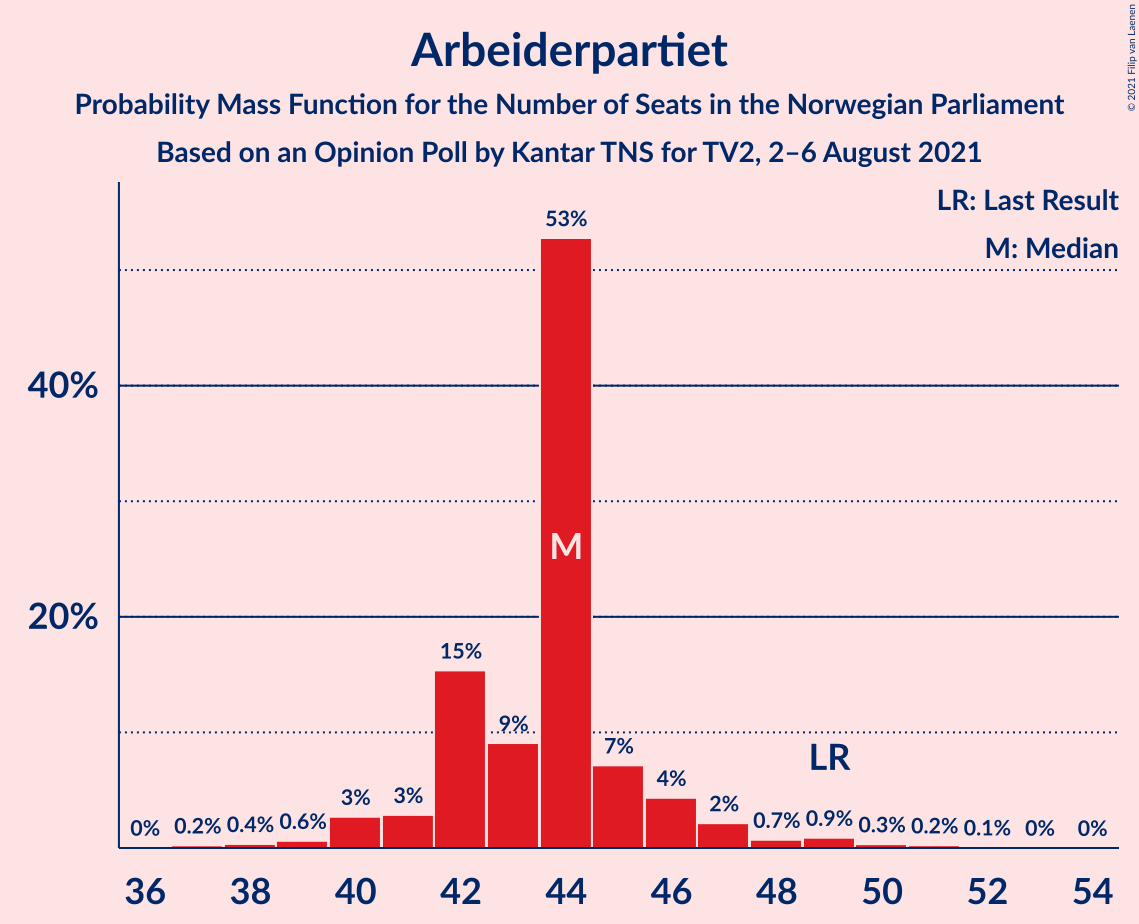 Arbeiderpartiet
Probability Mass Function for the Number of Seats in the Norwegian Parliament
Based on an Opinion Poll by Kantar TNS for TV2, 2–6 August 2021
© 2021 Filip van Laenen
LR: Last Result
M: Median
53%
40%
M
20%
15%
9%
7%
LR
4%
3%
3%
2%
0%
0.2%
0.4%
0.6%
0.7%
0.9%
0.3%
0.2%
0.1%
0%
0%
36 38 40 42 44 46 48 50 52 54